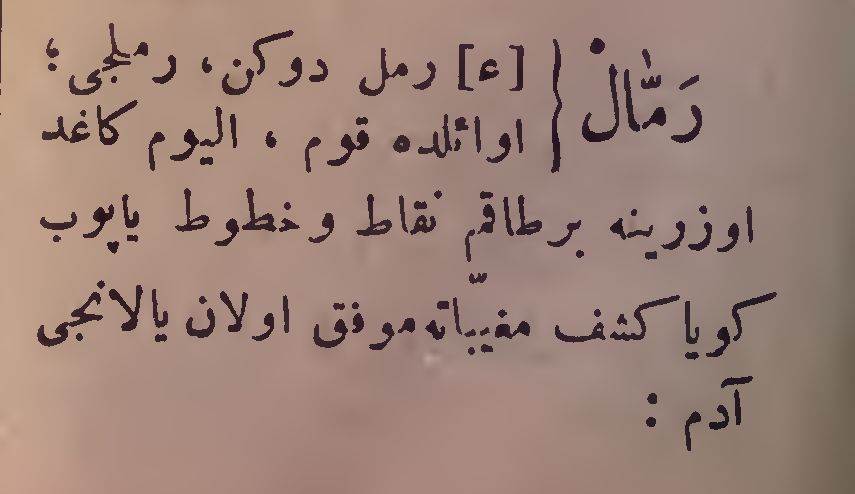 رَمّالْ { [ع] رمل دوكن، رملجی؛
اوائلده قوم، اليوم كاغد
اوزرينه برطاقم نقاط وخطوط ياپوب
كويا كشف مغيّباته موفق اولان يالانجی
آدم :